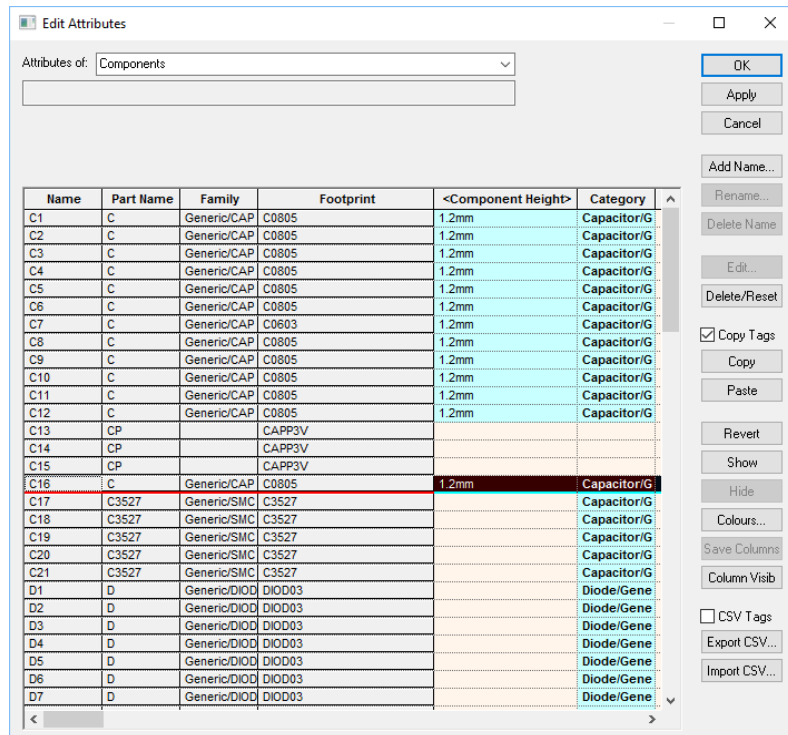 Edit Attributes
Attributes of: Components
OK
Apply
Cancel
Add Name...
Rename...
Delete Name
Edit...
Delete/Reset
Copy Tags
Copy
Paste
Revert
Show
Hide
Colours...
Save Columns
Column Visib
CSV Tags
Export CSV...
Import CSV...
Name Part Name Family Footprint <Component Height> Category
C1 C Generic/CAP C0805 1.2mm Capacitor/G
C2 C Generic/CAP C0805 1.2mm Capacitor/G
C3 C Generic/CAP C0805 1.2mm Capacitor/G
C4 C Generic/CAP C0805 1.2mm Capacitor/G
C5 C Generic/CAP C0805 1.2mm Capacitor/G
C6 C Generic/CAP C0805 1.2mm Capacitor/G
C7 C Generic/CAP C0603 1.2mm Capacitor/G
C8 C Generic/CAP C0805 1.2mm Capacitor/G
C9 C Generic/CAP C0805 1.2mm Capacitor/G
C10 C Generic/CAP C0805 1.2mm Capacitor/G
C11 C Generic/CAP C0805 1.2mm Capacitor/G
C12 C Generic/CAP C0805 1.2mm Capacitor/G
C13 CP CAPP3V
C14 CP CAPP3V
C15 CP CAPP3V
C16 C Generic/CAP C0805 1.2mm Capacitor/G
C17 C3527 Generic/SMC C3527 Capacitor/G
C18 C3527 Generic/SMC C3527 Capacitor/G
C19 C3527 Generic/SMC C3527 Capacitor/G
C20 C3527 Generic/SMC C3527 Capacitor/G
C21 C3527 Generic/SMC C3527 Capacitor/G
D1 D Generic/DIOD DIOD03 Diode/Gene
D2 D Generic/DIOD DIOD03 Diode/Gene
D3 D Generic/DIOD DIOD03 Diode/Gene
D4 D Generic/DIOD DIOD03 Diode/Gene
D5 D Generic/DIOD DIOD03 Diode/Gene
D6 D Generic/DIOD DIOD03 Diode/Gene
D7 D Generic/DIOD DIOD03 Diode/Gene